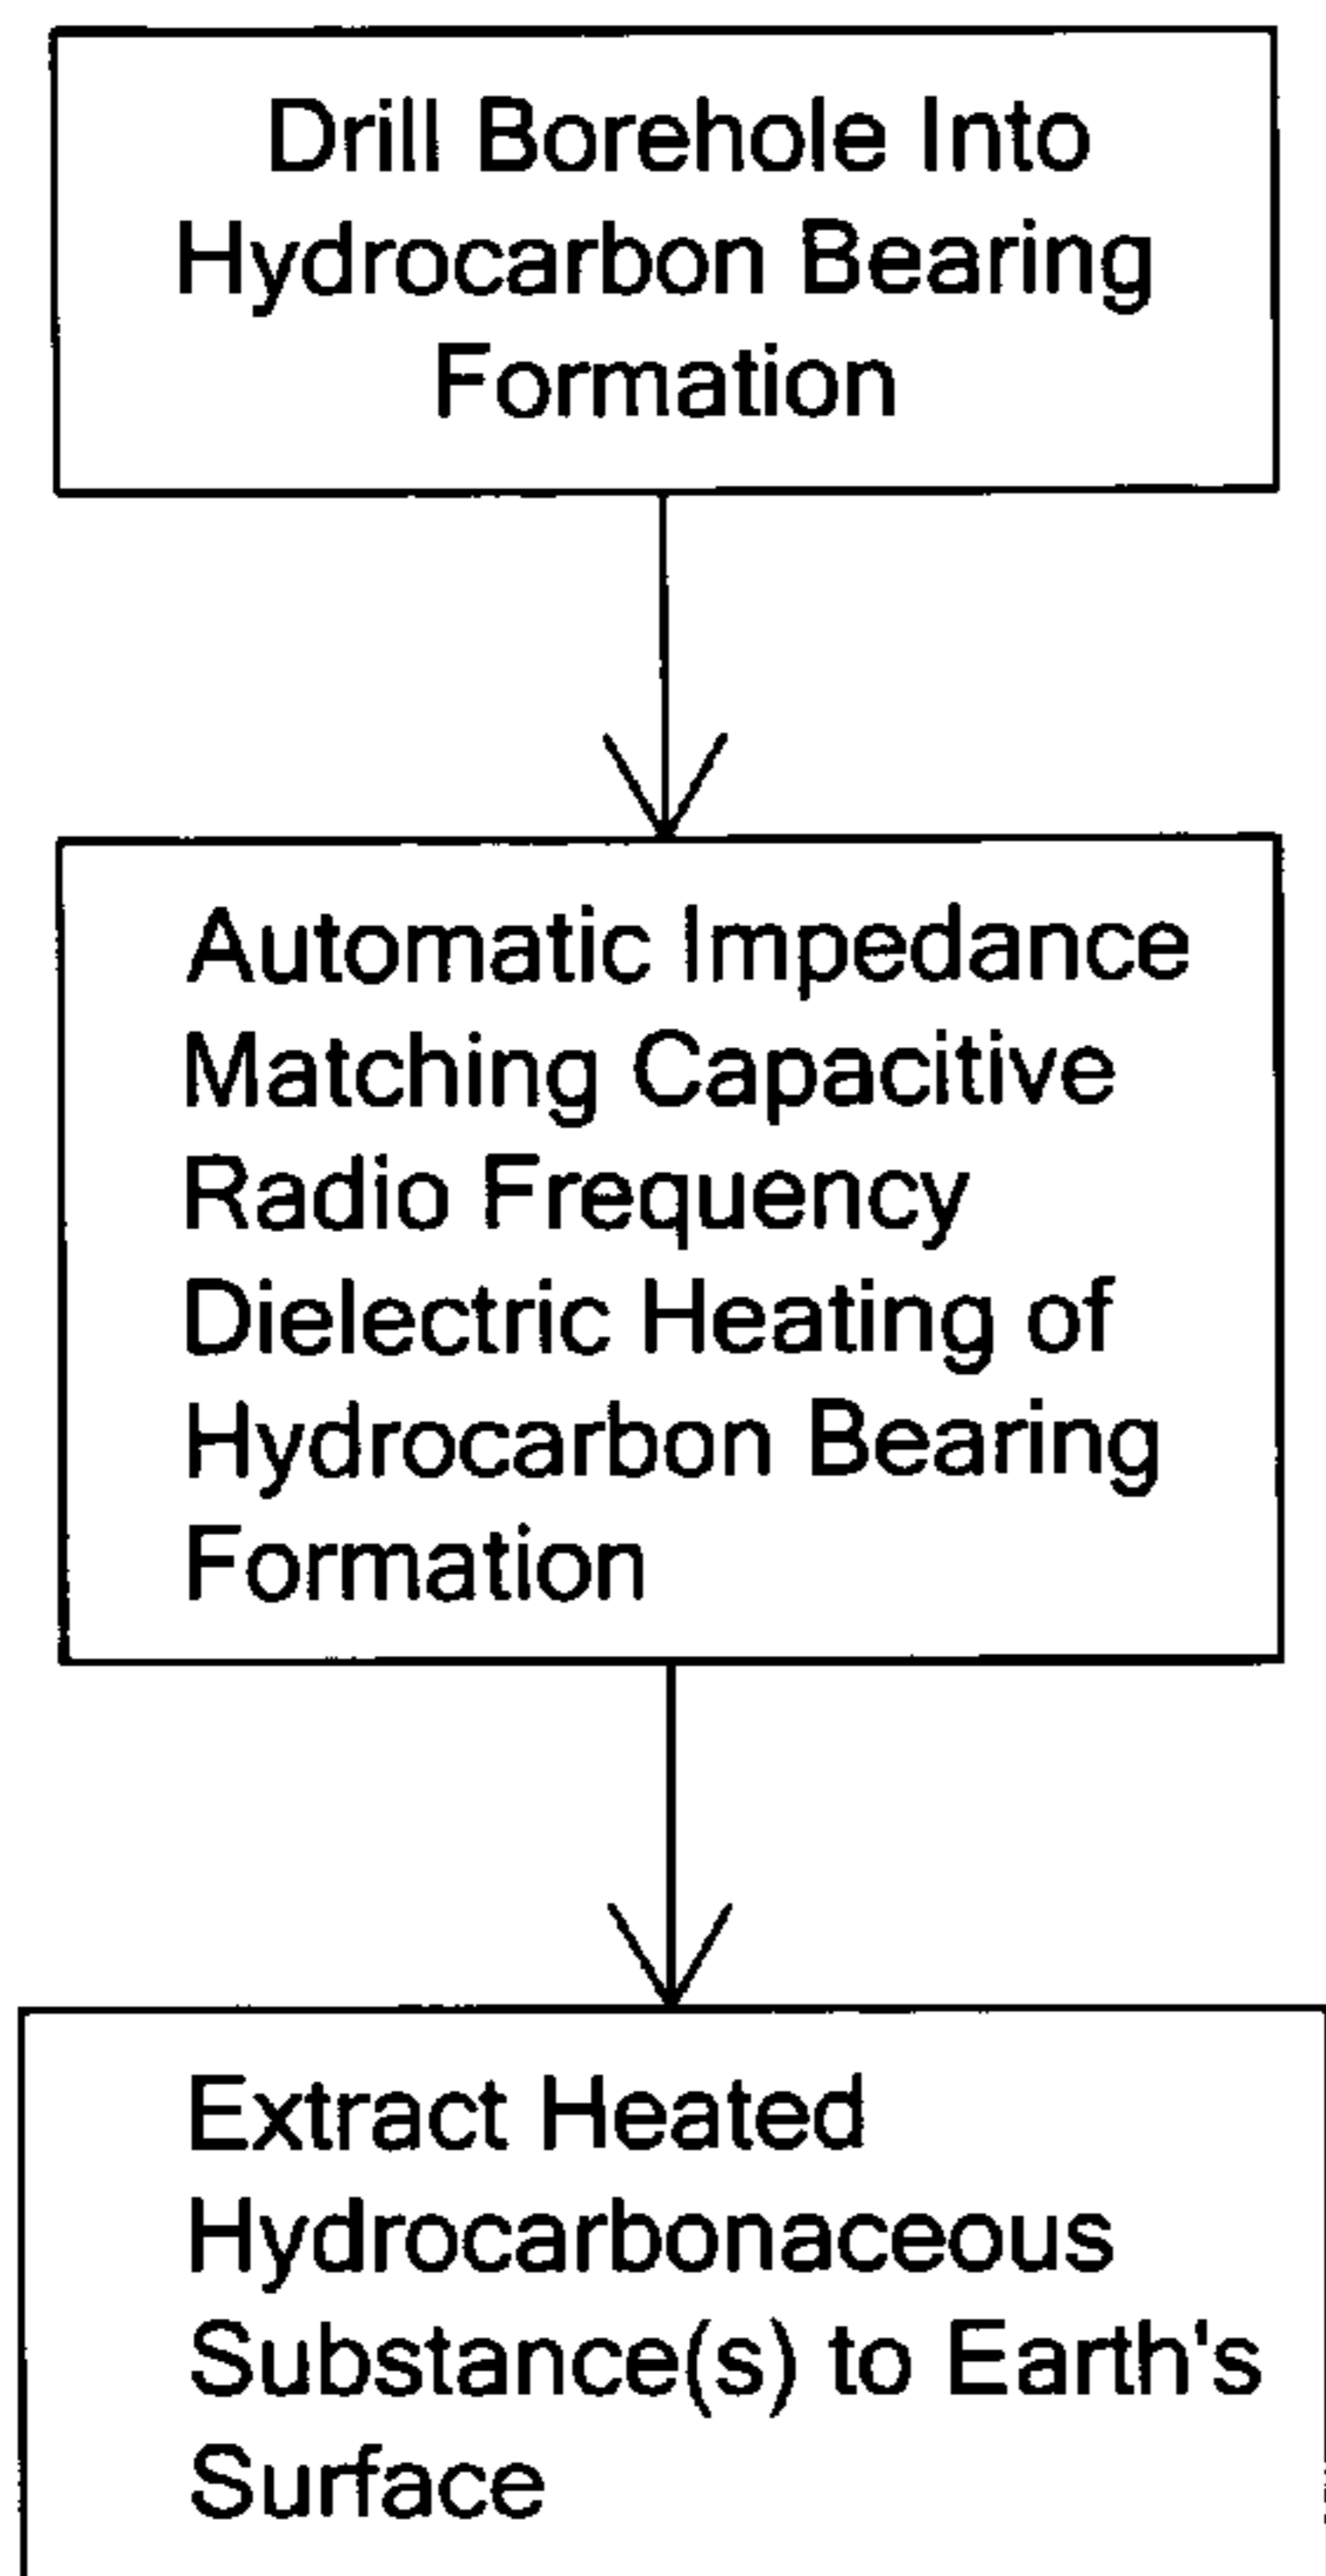 Drill Borehole Into
Hydrocarbon Bearing
Formation
Automatic Impedance
Matching Capacitive
Radio Frequency
Dielectric Heating of
Hydrocarbon Bearing
Formation
Extract Heated
Hydrocarbonaceous
Substance(s) to Earth's
Surface